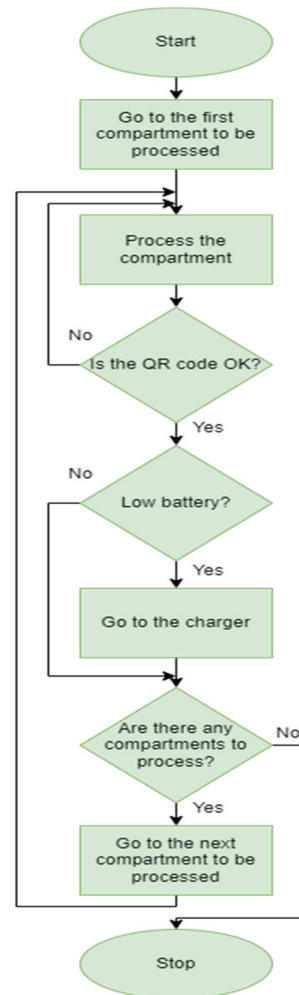 Start
Go to the first
compartment to be
processed
Process the
compartment
No
Is the QR code OK?
Yes
No
Low battery?
Yes
Go to the charger
Are there any
compartments to
process?
No
Yes
Go to the next
compartment to be
processed
Stop